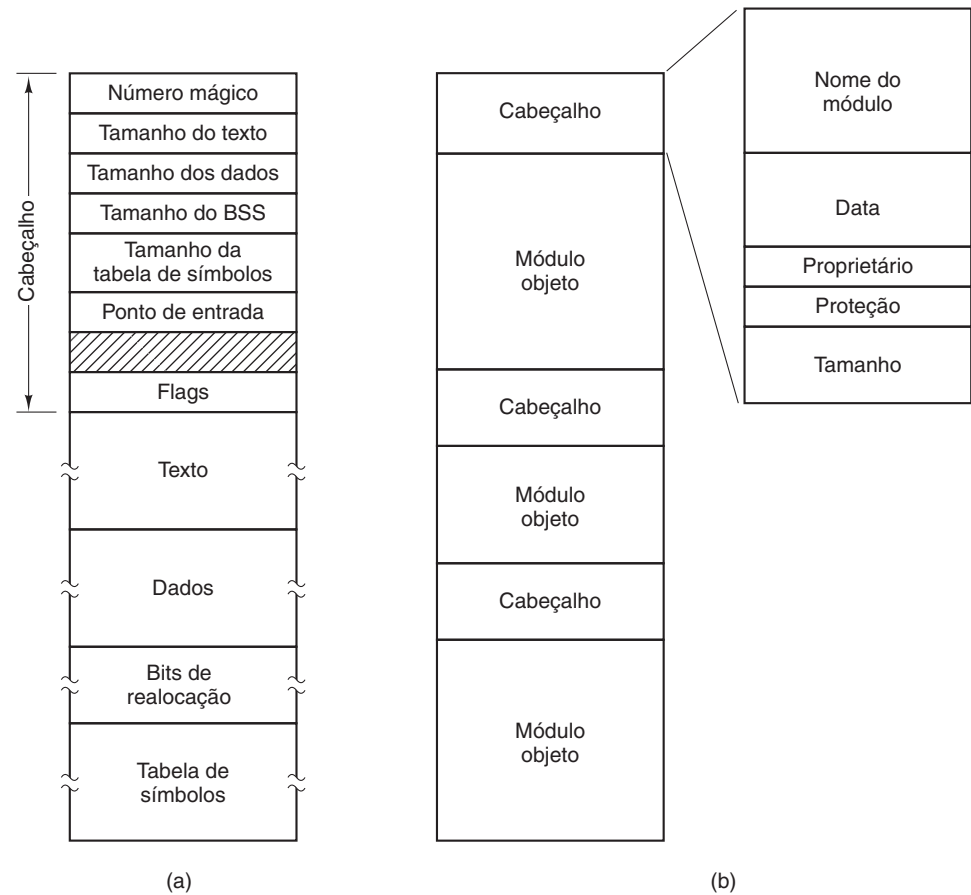 Cabeçalho
Número mágico
Tamanho do texto
Tamanho dos dados
Tamanho do BSS
Tamanho da
tabela de símbolos
Ponto de entrada
Flags
Texto
Dados
Bits de
realocação
Tabela de
símbolos
(a)
Cabeçalho
Módulo
objeto
Cabeçalho
Módulo
objeto
Cabeçalho
Módulo
objeto
Nome do
módulo
Data
Proprietário
Proteção
Tamanho
(b)